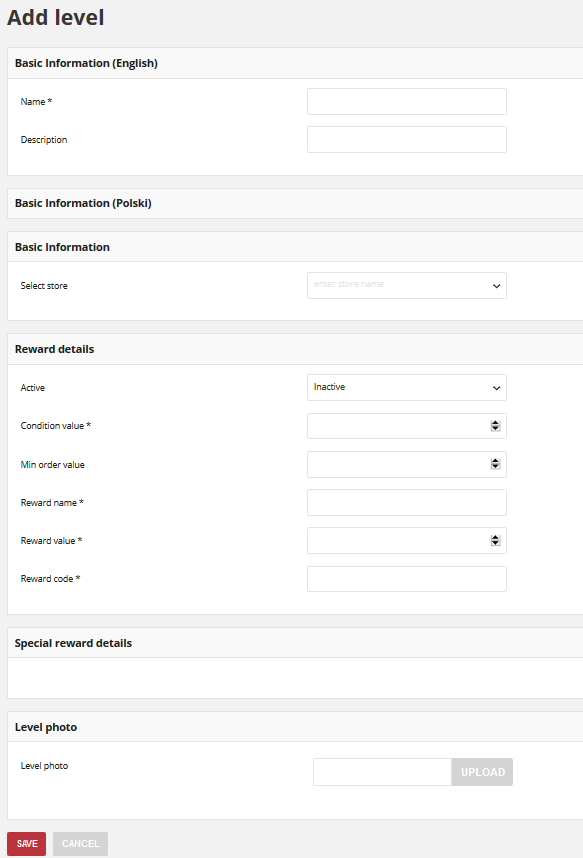 Add level
Basic Information (English)
Name *
Description
Basic Information (Polski)
Basic Information
Select store
enter store name
Reward details
Active
Inactive
Condition value *
Min order value
Reward name *
Reward value *
Reward code *
Special reward details
Level photo
Level photo
UPLOAD
SAVE CANCEL